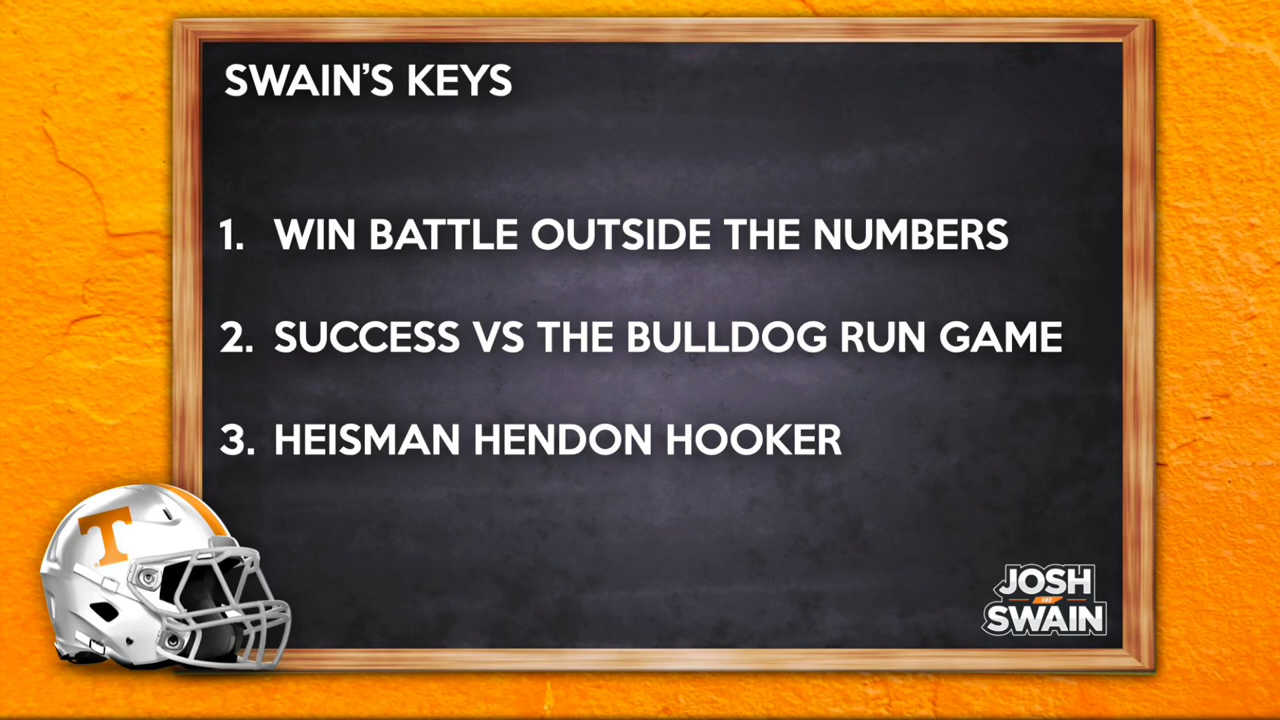 SWAIN'S KEYS
1. WIN BATTLE OUTSIDE THE NUMBERS
2. SUCCESS VS THE BULLDOG RUN GAME
3. HEISMAN HENDON HOOKER
T
JOSH
AND
SWAIN